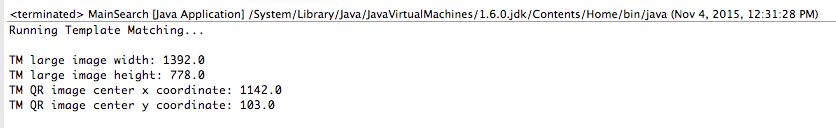 <terminated> MainSearch [Java Application] /System/Library/Java/JavaVirtualMachines/1.6.0.jdk/Contents/Home/bin/java (Nov 4, 2015, 12:31:28 PM)
Running Template Matching...
TM large image width: 1392.0
TM large image height: 778.0
TM QR image center x coordinate: 1142.0
TM QR image center y coordinate: 103.0